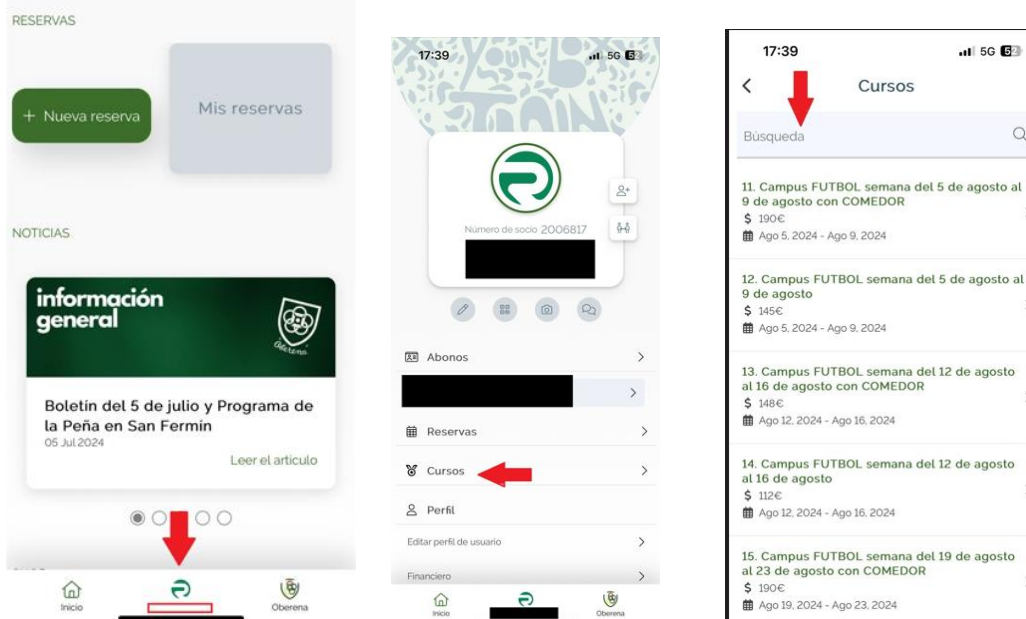 RESERVAS
+ Nueva reserva
Mis reservas
NOTICIAS
información
general
Oberena
Boletín del 5 de julio y Programa de
la Peña en San Fermín
05 Jul 2024
Leer el artículo
Inicio
Oberena
17:39
5G 52
Número de socio 2006817
Abonos
Reservas
Cursos
Perfil
Editar perfil de usuario
Financiero
Inicio
Oberena
17:39
5G 52
Cursos
Búsqueda
11. Campus FUTBOL semana del 5 de agosto al
9 de agosto con COMEDOR
$ 190€
Ago 5, 2024 - Ago 9, 2024
12. Campus FUTBOL semana del 5 de agosto al
9 de agosto
$ 145€
Ago 5, 2024 - Ago 9, 2024
13. Campus FUTBOL semana del 12 de agosto
al 16 de agosto con COMEDOR
$ 148€
Ago 12, 2024 - Ago 16, 2024
14. Campus FUTBOL semana del 12 de agosto
al 16 de agosto
$ 112€
Ago 12, 2024 - Ago 16, 2024
15. Campus FUTBOL semana del 19 de agosto
al 23 de agosto con COMEDOR
$ 190€
Ago 19, 2024 - Ago 23, 2024